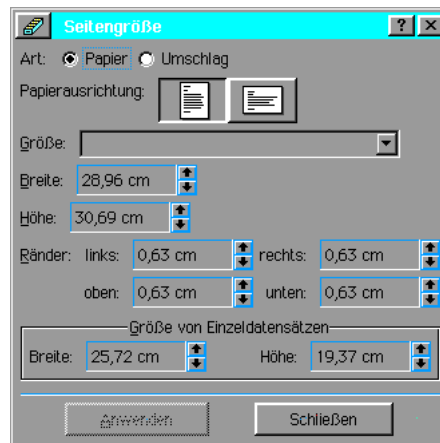 Seitengröße
Art: Papier Umschlag
Papierausrichtung:
Größe:
Breite: 28,96 cm
Höhe: 30,69 cm
Ränder: links: 0,63 cm rechts: 0,63 cm
oben: 0,63 cm unten: 0,63 cm
Größe von Einzeldatensätzen
Breite: 25,72 cm Höhe: 19,37 cm
Anwenden Schließen